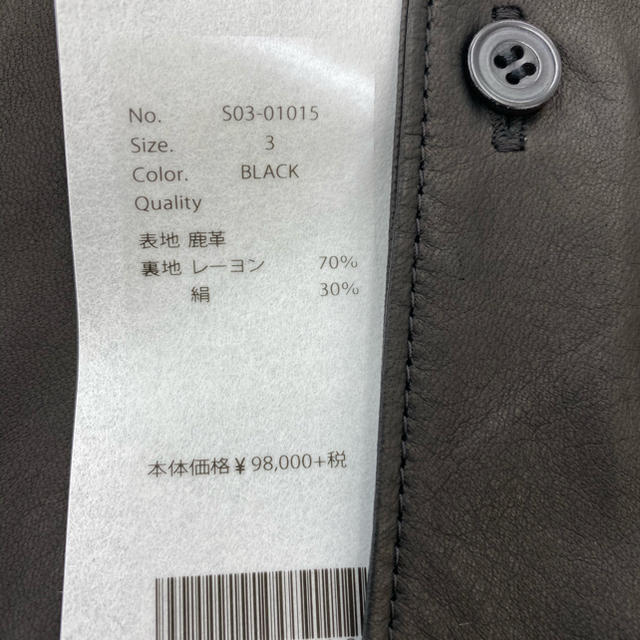 No. S03-01015
Size. 3
Color. BLACK
Quality
表地 鹿革
裏地 レーヨン 70%
絹 30%
本体価格¥98,000+税